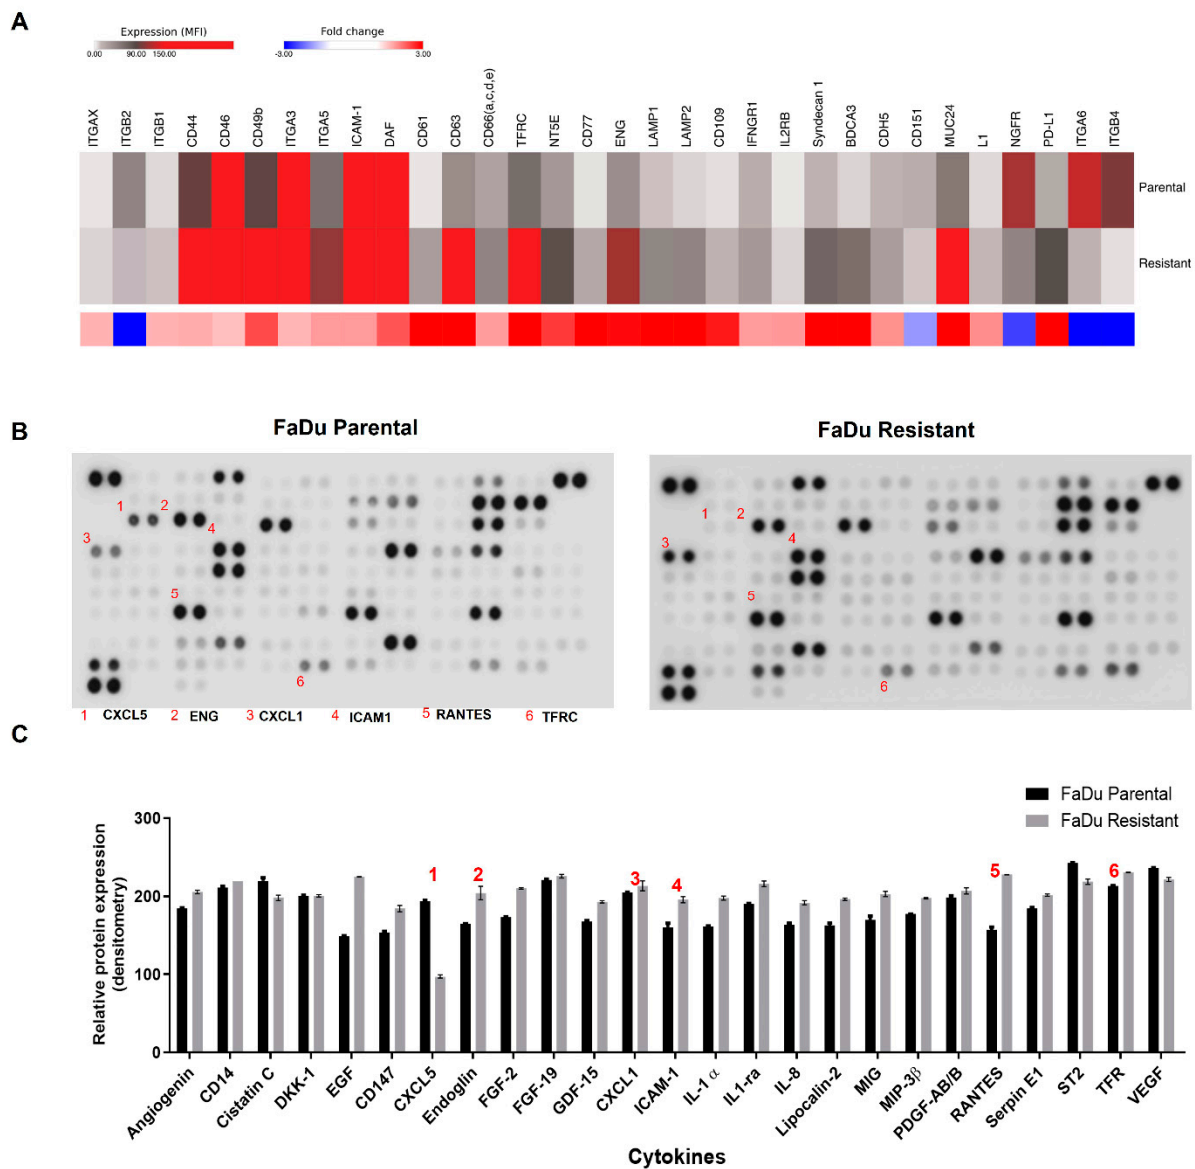 A
Expression (MFI)
0.00 90.00 150.00
Fold change
-3.00 3.00
ITGAX
ITGB2
ITGB1
CD44
CD46
CD49b
ITGA3
ITGA5
ICAM-1
DAF
CD61
CD63
CD66(a,c,d,e)
TFRC
NT5E
CD77
ENG
LAMP1
LAMP2
CD109
IFNGR1
IL2RB
Syndecan 1
BDCA3
CDH5
CD151
MUC24
L1
NGFR
PD-L1
ITGA6
ITGB4
Parental
Resistant
B
FaDu Parental
FaDu Resistant
1 2
4
3
5
6
1 2
4
3
5
6
1 CXCL5 2 ENG 3 CXCL1 4 ICAM1 5 RANTES 6 TFRC
C
FaDu Parental
FaDu Resistant
Relative protein expression
(densitometry)
300
200
100
0
1 2 3 4 5 6
Angiogenin
CD14
Cistatin C
DKK-1
EGF
CD147
CXCL5
Endoglin
FGF-2
FGF-19
GDF-15
CXCL1
ICAM-1
IL-1 α
IL1-ra
IL-8
Lipocalin-2
MIG
MIP-3β
PDGF-AB/B
RANTES
Serpin E1
ST2
TFR
VEGF
Cytokines